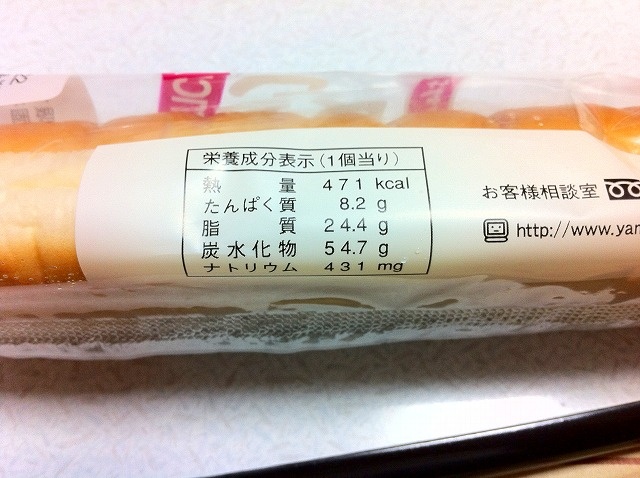 栄養成分表示(1個当り)
熱量 471 kcal
たんぱく質 8.2 g
脂質 24.4 g
炭水化物 54.7 g
ナトリウム 431 mg
お客様相談室
http://www.yam